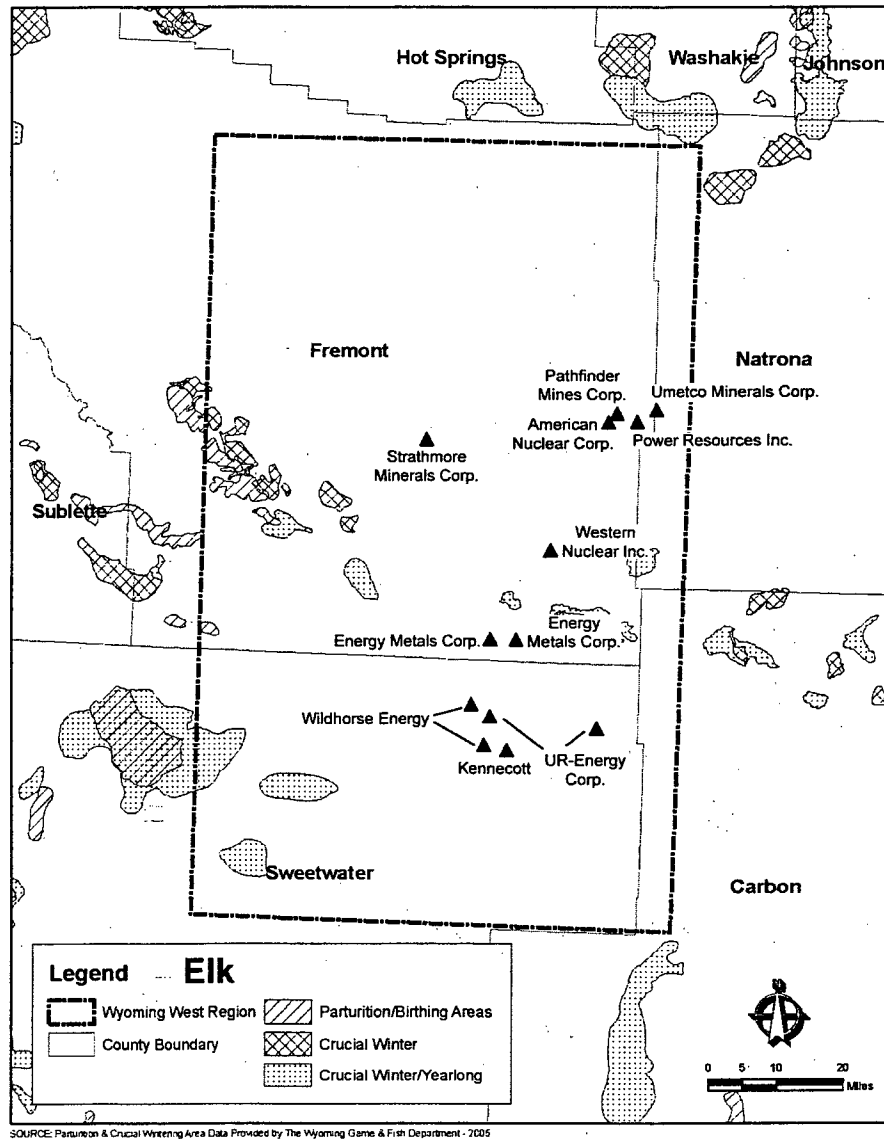 Hot Springs
Washakie
Johnson
Fremont
Natrona
Pathfinder
Mines Corp.
Umetco Minerals Corp.
American
Nuclear Corp.
Power Resources Inc.
Strathmore
Minerals Corp.
Sublette
Western
Nuclear Inc.
Energy
Metals Corp.
Energy Metals Corp.
Wildhorse Energy
Kennecott
UR-Energy
Corp.
Sweetwater
Carbon
Legend
Elk
Wyoming West Region
County Boundary
Parturition/Birthing Areas
Crucial Winter
Crucial Winter/Yearlong
0 5 10 20
Miles
SOURCE: Parturition & Crucial Wintering Area Data Provided by The Wyoming Game & Fish Department - 2005